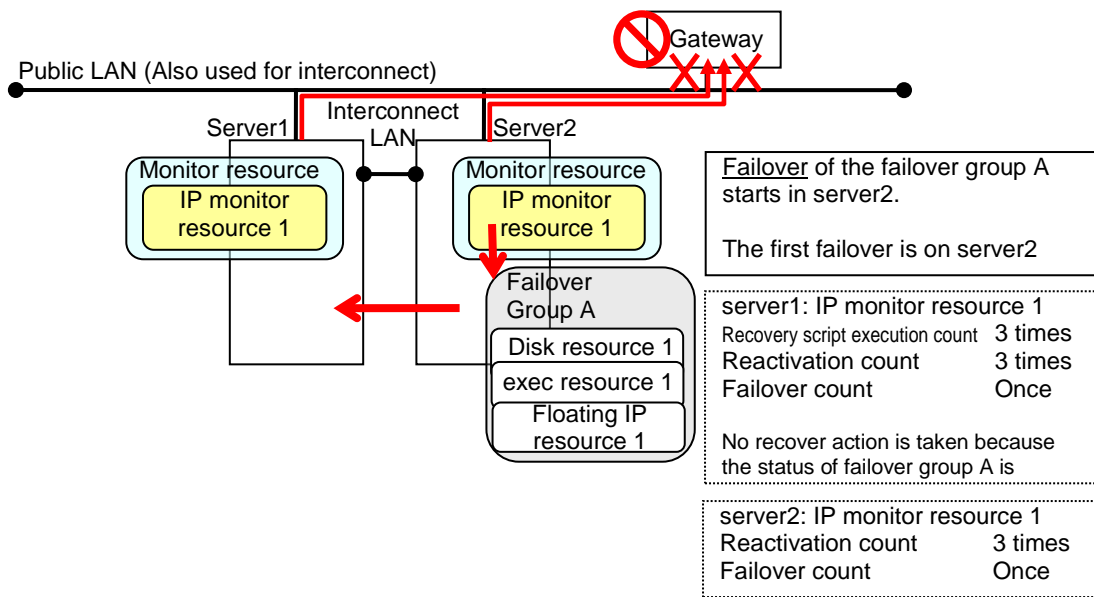 Gateway
Public LAN (Also used for interconnect)
Interconnect
LAN
Server1
Server2
Monitor resource
IP monitor
resource 1
Monitor resource
IP monitor
resource 1
Failover
Group A
Disk resource 1
exec resource 1
Floating IP
resource 1
Failover of the failover group A
starts in server2.
The first failover is on server2
server1: IP monitor resource 1
Recovery script execution count 3 times
Reactivation count 3 times
Failover count Once
No recover action is taken because
the status of failover group A is
server2: IP monitor resource 1
Reactivation count 3 times
Failover count Once